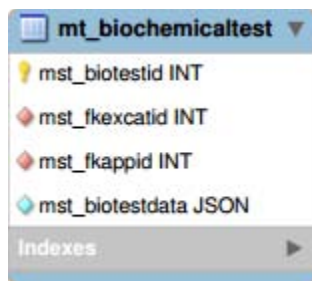 mt_biochemicaltest
mst_biotestid INT
mst_fkexcatid INT
mst_fkappid INT
mst_biotestdata JSON
Indexes